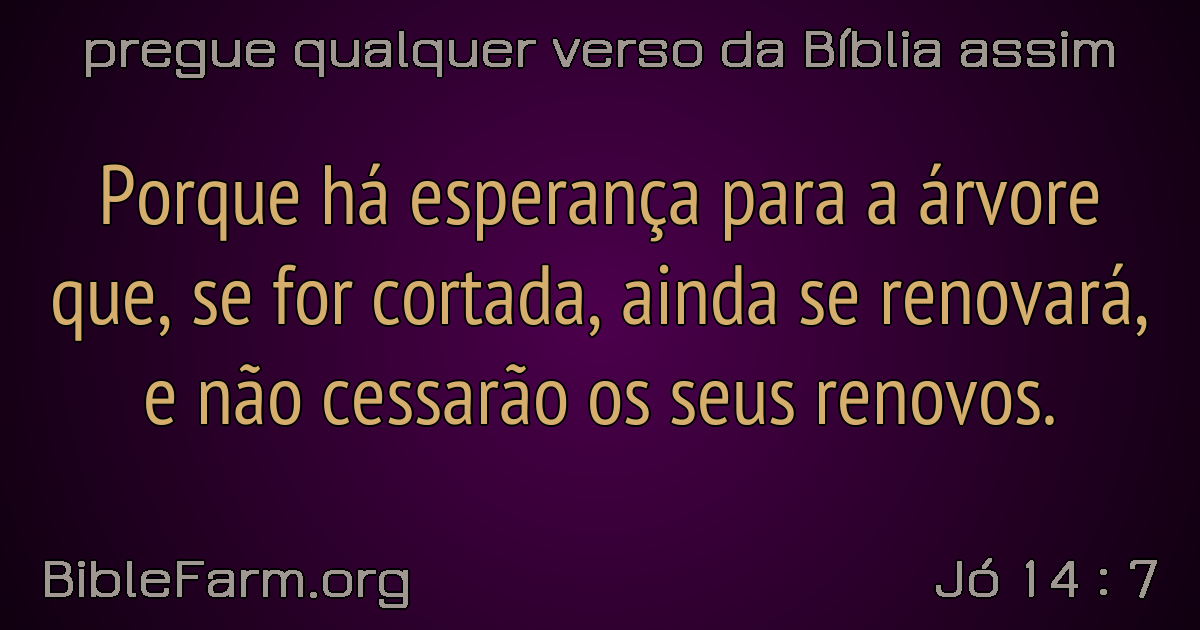 pregue qualquer verso da Bíblia assim
Porque há esperança para a árvore
que, se for cortada, ainda se renovará,
e não cessarão os seus renovos.
BibleFarm.org
Jó 14 : 7